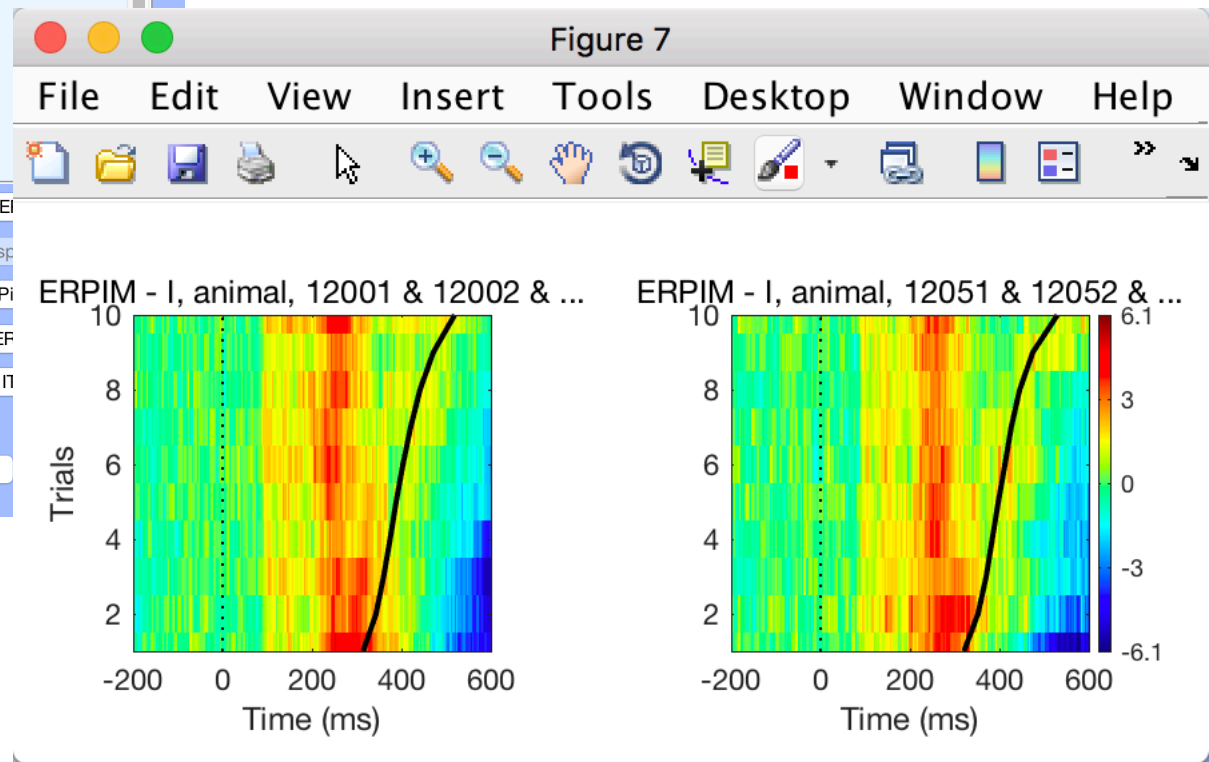 Figure 7
File Edit View Insert Tools Desktop Window Help
ERPIM - I, animal, 12001 & 12002 & ...
ERPIM - I, animal, 12051 & 12052 & ...
10
8
6
4
2
Trials
-200 0 200 400 600
Time (ms)
10
8
6
4
2
-200 0 200 400 600
Time (ms)
6.1
3
0
-3
-6.1